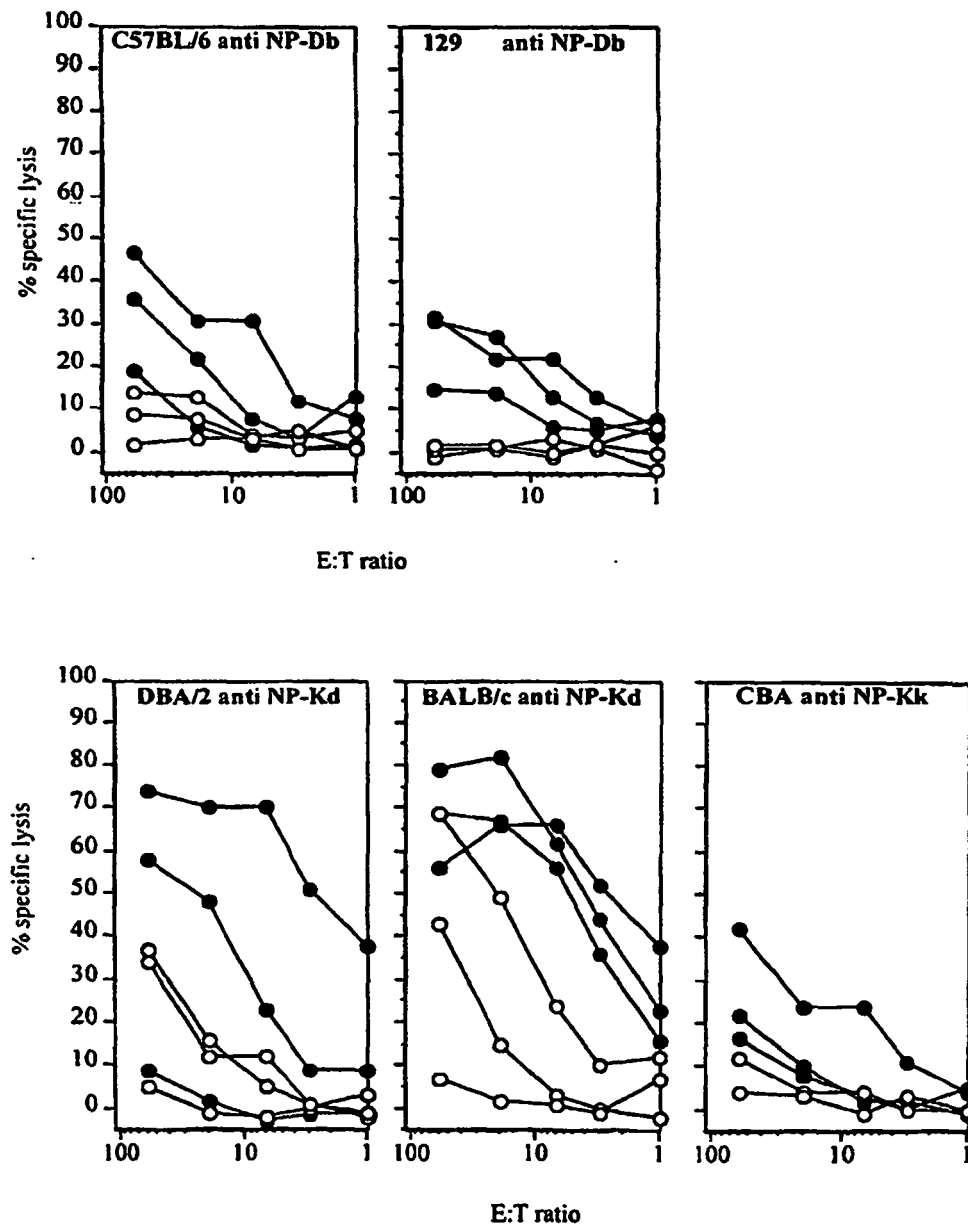 C57BL/6 anti NP-Db
129 anti NP-Db
100
90
80
70
60
50
40
30
20
10
0
% specific lysis
100 10 1
100 10 1
E:T ratio
DBA/2 anti NP-Kd
BALB/c anti NP-Kd
CBA anti NP-Kk
100
90
80
70
60
50
40
30
20
10
0
% specific lysis
100 10 1
100 10 1
100 10 1
E:T ratio